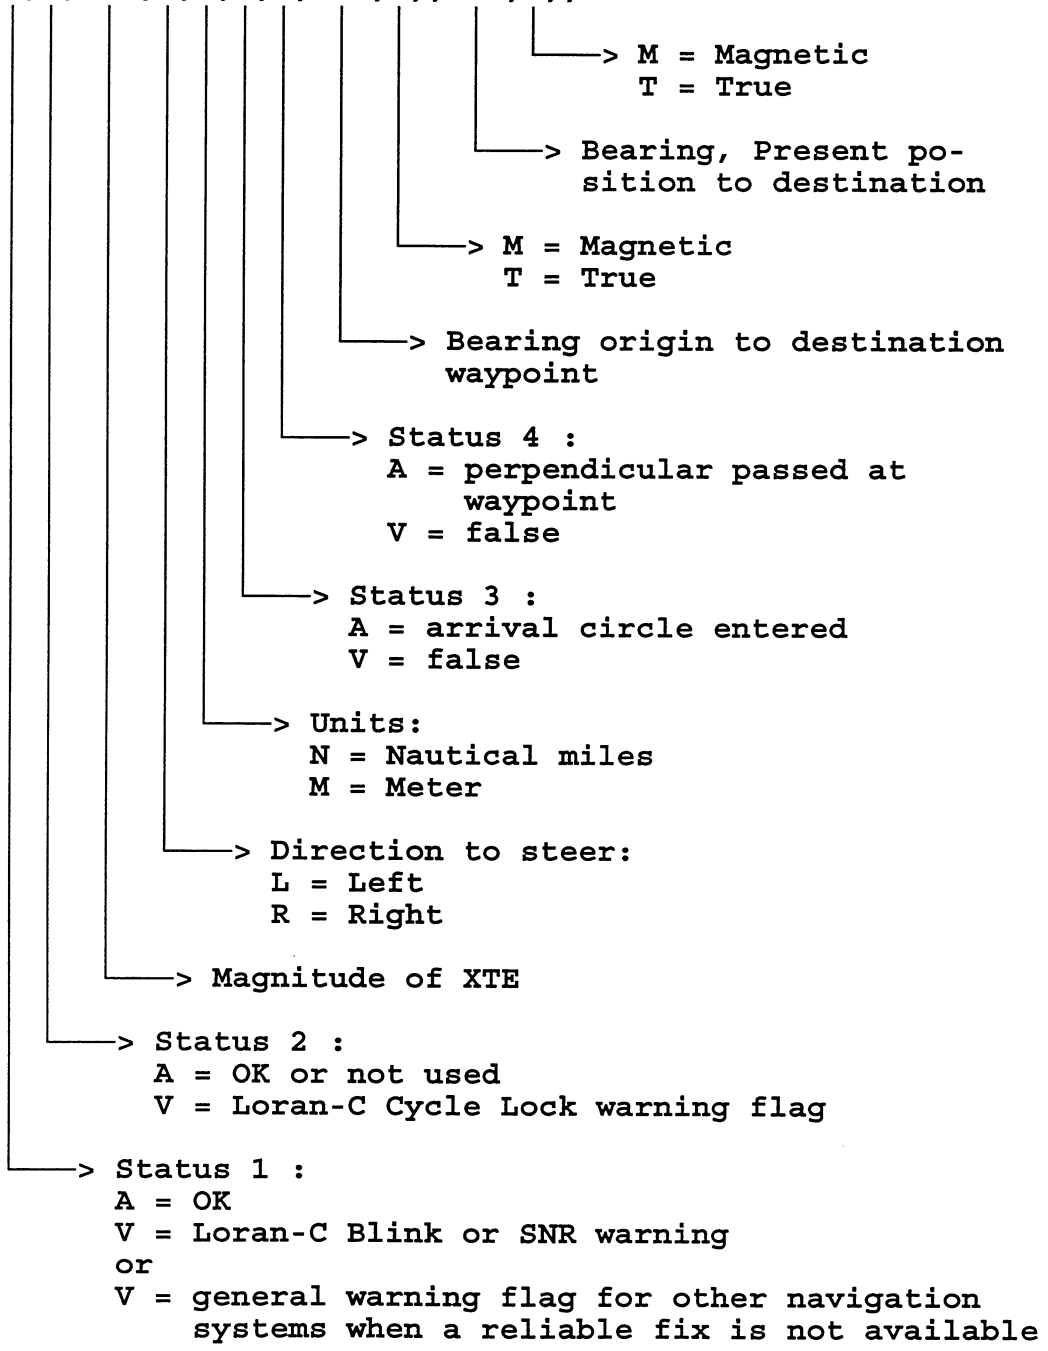 > M = Magnetic
T = True
> Bearing, Present po-
sition to destination
> M = Magnetic
T = True
> Bearing origin to destination
waypoint
> Status 4 :
A = perpendicular passed at
waypoint
V = false
> Status 3 :
A = arrival circle entered
V = false
> Units:
N = Nautical miles
M = Meter
> Direction to steer:
L = Left
R = Right
> Magnitude of XTE
> Status 2 :
A = OK or not used
V = Loran-C Cycle Lock warning flag
> Status 1 :
A = OK
V = Loran-C Blink or SNR warning
or
V = general warning flag for other navigation
systems when a reliable fix is not available